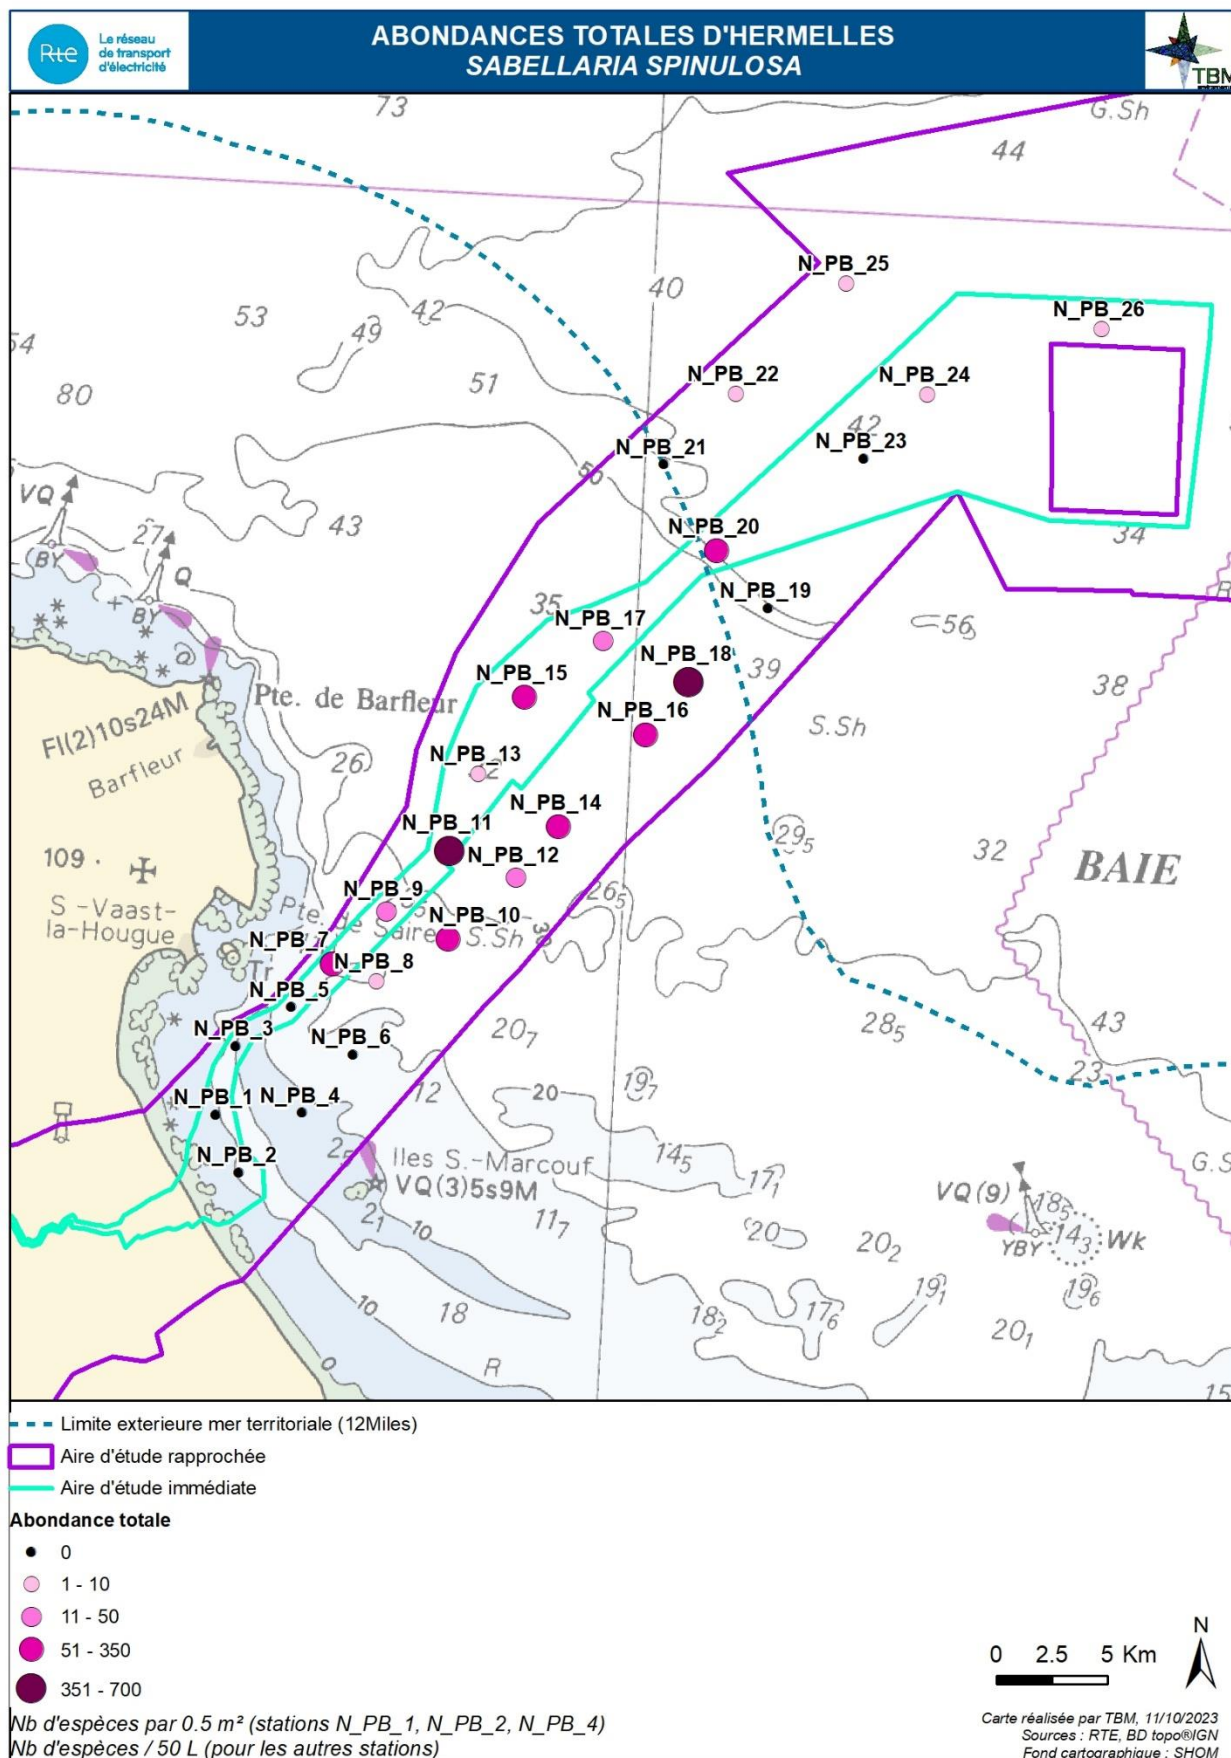 Rte
Le réseau
de transport
d'électricité
ABONDANCES TOTALES D'HERMELLES
SABELLARIA SPINULOSA
TBM
73
G.Sh
44
40
N_PB_25
53
42
49
54
N_PB_26
51
N_PB_22
N_PB_24
80
42
N_PB_23
N_PB_21
50
VQ
43
27
Q
34
BY
N_PB_20
BY
35
N_PB_19
N_PB_17
56
N_PB_18
39
38
N_PB_15
Pte. de Barfleur
Fl(2)10s24M
N_PB_16
S.Sh
Barfleur
26
N_PB_13
N_PB_14
N_PB_11
295
32
BAIE
109
N_PB_12
S-Vaast-
la-Hougue
N_PB_9
265
Pte. de Saire
N_PB_10
S.Sh
N_PB_7
N_PB_8
Tr
N_PB_5
N_PB_3
207
285
43
N_PB_6
23
12
20
197
N_PB_1
N_PB_4
N_PB_2
Iles S.-Marcouf
VQ(3)5s9M
145
171
G.S
VQ(9)
185
21
10
117
20
202
YBY
143
Wk
10
18
182
176
191
196
201
0
R
15
Limite exterieure mer territoriale (12Miles)
Aire d'étude rapprochée
Aire d'étude immédiate
Abondance totale
0
1 - 10
11 - 50
51 - 350
351 - 700
N
0 2.5 5 Km
Nb d'espèces par 0.5 m² (stations N_PB_1, N_PB_2, N_PB_4)
Nb d'espèces / 50 L (pour les autres stations)
Carte réalisée par TBM, 11/10/2023
Sources : RTE, BD topo®IGN
Fond cartographique : SHOM